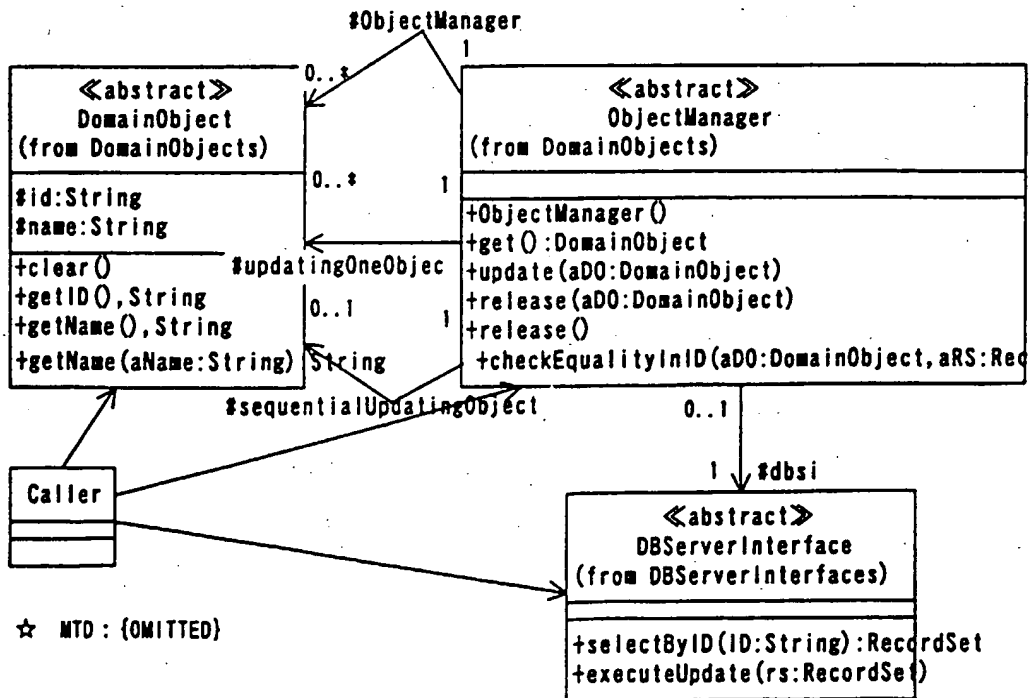 #ObjectManager
0..*
1
≪abstract≫
DomainObject
(from DomainObjects)
#id:String
#name:String
+clear()
+getID(),String
+getName(),String
+getName(aName:String) String
≪abstract≫
ObjectManager
(from DomainObjects)
+ObjectManager()
+get():DomainObject
+update(aDO:DomainObject)
+release(aDO:DomainObject)
+release()
+checkEqualityInID(aDO:DomainObject,aRS:Rec
0..*
1
#updatingOneObjec
0..1
1
#sequentialUpdatingObject
0..1
1
#dbsi
Caller
≪abstract≫
DBServerInterface
(from DBServerInterfaces)
+selectByID(ID:String):RecordSet
+executeUpdate(rs:RecordSet)
☆ MTD : {OMITTED}